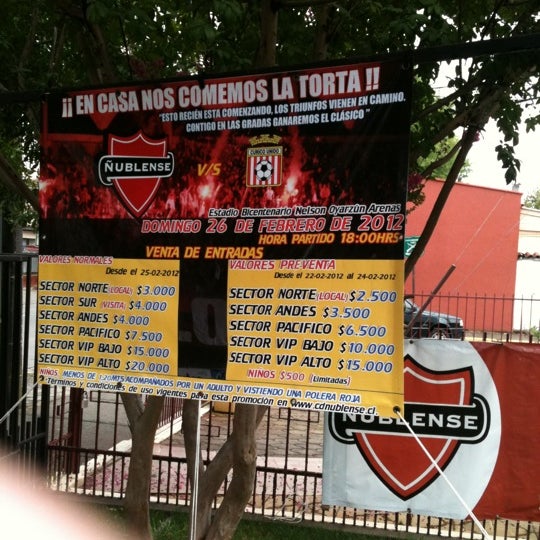 ¡¡ EN CASA NOS COMEMOS LA TORTA !!
"ESTO RECIÉN ESTA COMENZANDO, LOS TRIUNFOS VIENEN EN CAMINO.
CONTIGO EN LAS GRADAS GANAREMOS EL CLÁSICO"
ÑUBLENSE
V/S
CURICO UNIDO
Estadio Bicentenario Nelson Oyarzún Arenas
DOMINGO 26 DE FEBRERO DE 2012
HORA PARTIDO 18:00HRS
VENTA DE ENTRADAS
VALORES NORMALES
Desde el 25-02-2012
SECTOR NORTE (LOCAL) $3.000
SECTOR SUR (VISITA) $4.000
SECTOR ANDES $4.000
SECTOR PACIFICO $7.500
SECTOR VIP BAJO $15.000
SECTOR VIP ALTO $20.000
VALORES PREVENTA
Desde el 22-02-2012 al 24-02-2012
SECTOR NORTE (LOCAL) $2.500
SECTOR ANDES $3.500
SECTOR PACIFICO $6.500
SECTOR VIP BAJO $10.000
SECTOR VIP ALTO $15.000
NIÑOS $500 (Limitadas)
NIÑOS MENOS DE 1.20MTS ACOMPAÑADOS POR UN ADULTO Y VISTIENDO UNA POLERA ROJA
*Términos y condiciones de uso vigentes para esta promoción en www.cdnublense.cl
ÑUBLENSE